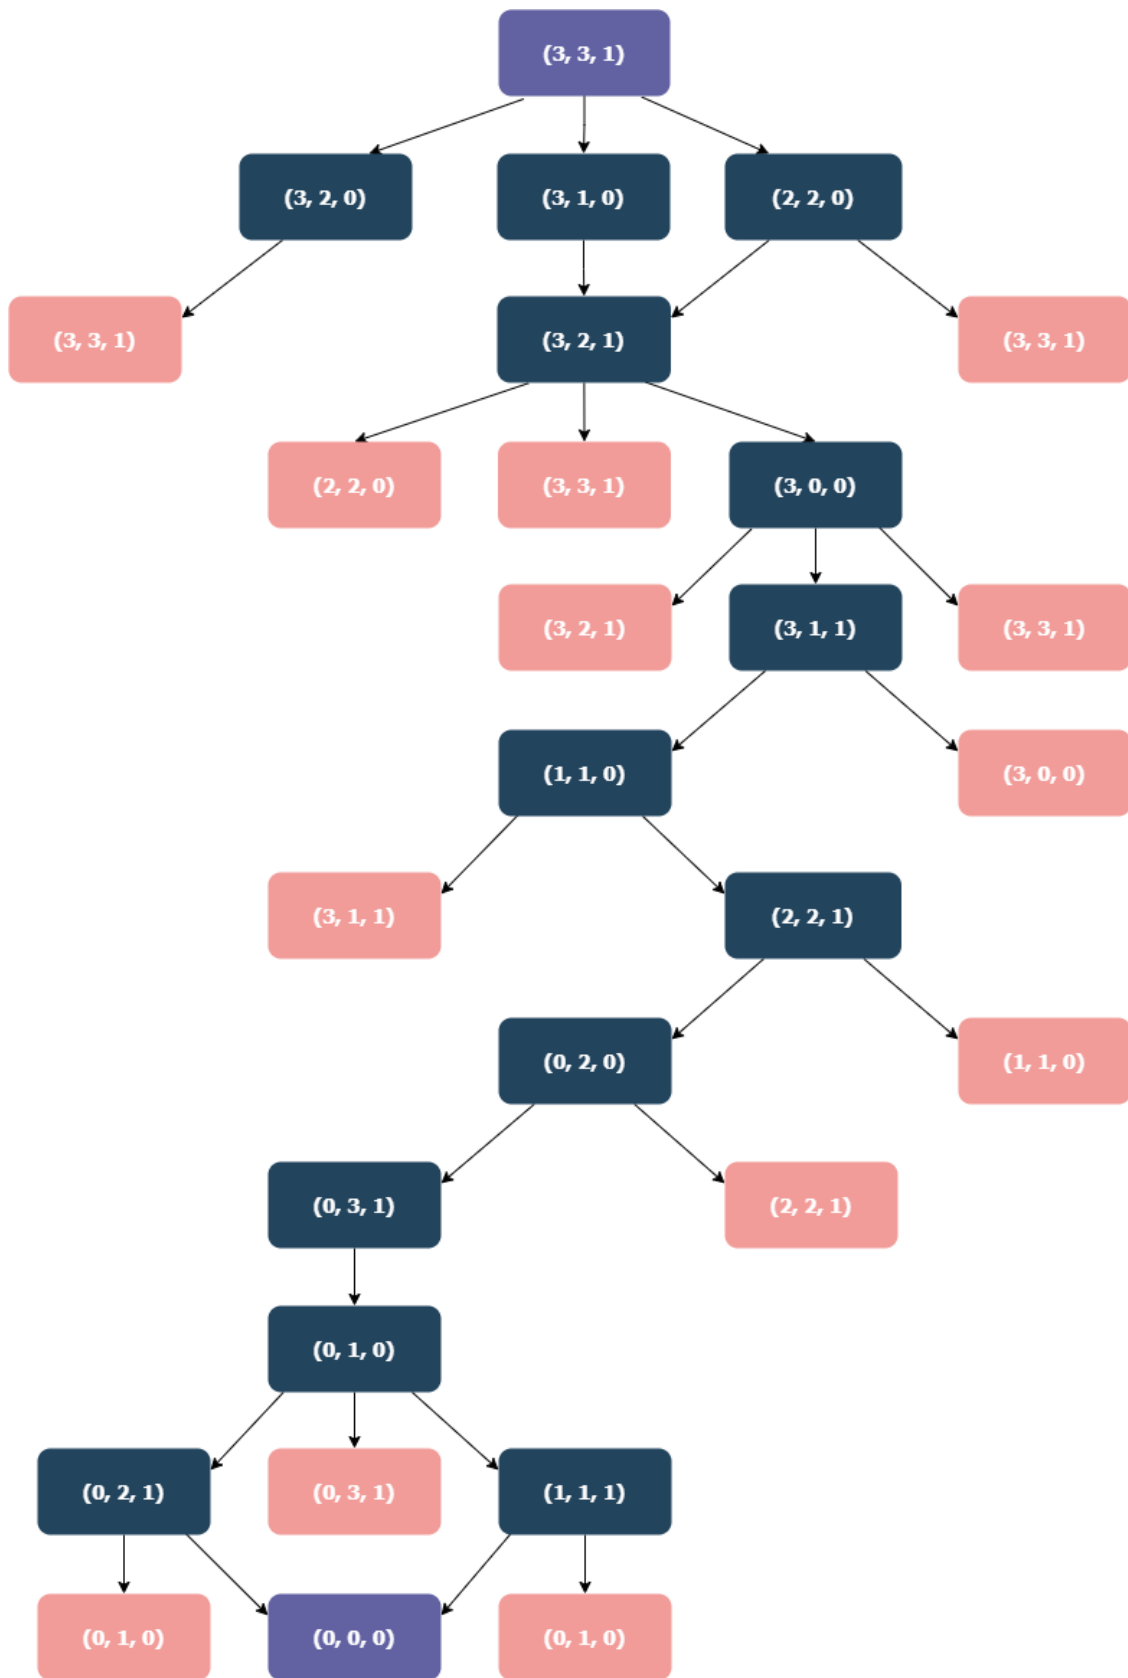 (3, 3, 1)
(3, 2, 0)
(3, 1, 0)
(2, 2, 0)
(3, 3, 1)
(3, 2, 1)
(3, 3, 1)
(2, 2, 0)
(3, 3, 1)
(3, 0, 0)
(3, 2, 1)
(3, 1, 1)
(3, 3, 1)
(1, 1, 0)
(3, 0, 0)
(3, 1, 1)
(2, 2, 1)
(0, 2, 0)
(1, 1, 0)
(0, 3, 1)
(2, 2, 1)
(0, 1, 0)
(0, 2, 1)
(0, 3, 1)
(1, 1, 1)
(0, 1, 0)
(0, 0, 0)
(0, 1, 0)